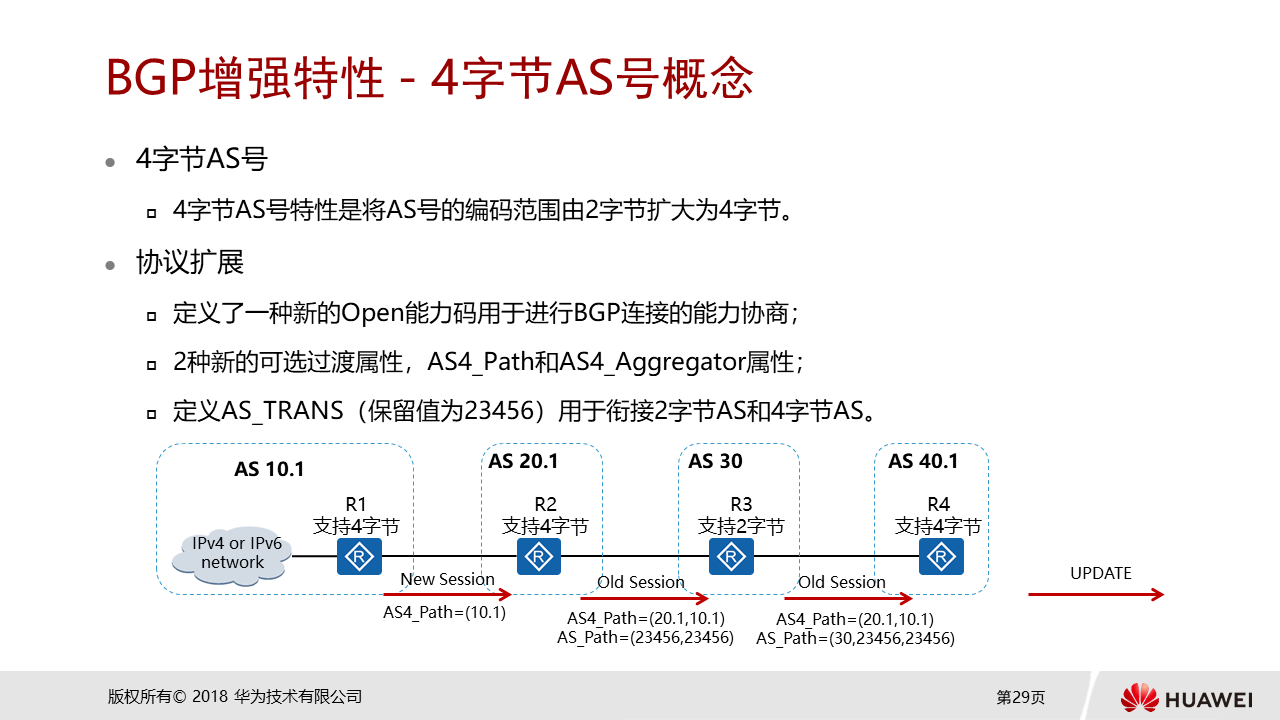 BGP增强特性 - 4字节AS号概念
4字节AS号
4字节AS号特性是将AS号的编码范围由2字节扩大为4字节。
协议扩展
定义了一种新的Open能力码用于进行BGP连接的能力协商；
2种新的可选过渡属性，AS4_Path和AS4_Aggregator属性；
定义AS_TRANS（保留值为23456）用于衔接2字节AS和4字节AS。
AS 10.1
AS 20.1
AS 30
AS 40.1
R1
支持4字节
R2
支持4字节
R3
支持2字节
R4
支持4字节
IPv4 or IPv6
network
R
R
R
R
New Session
AS4_Path=(10.1)
Old Session
AS4_Path=(20.1,10.1)
AS_Path=(23456,23456)
Old Session
AS4_Path=(20.1,10.1)
AS_Path=(30,23456,23456)
UPDATE
版权所有© 2018 华为技术有限公司
第29页
HUAWEI